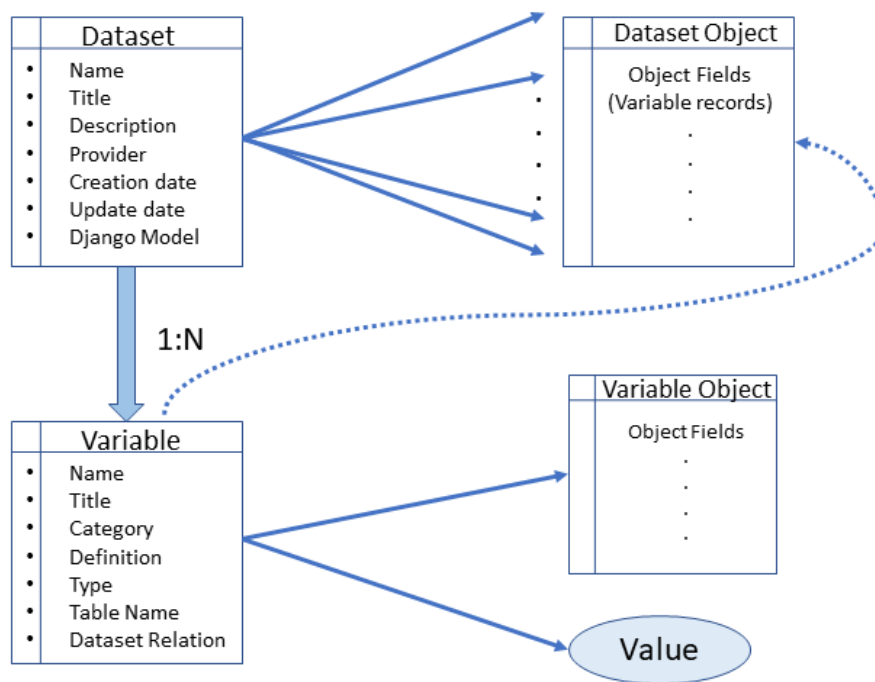 Dataset
• Name
• Title
• Description
• Provider
• Creation date
• Update date
• Django Model
Dataset Object
Object Fields
(Variable records)
.
.
.
.
.
.
.
.
1:N
Variable
• Name
• Title
• Category
• Definition
• Type
• Table Name
• Dataset Relation
Variable Object
Object Fields
.
.
.
.
Value